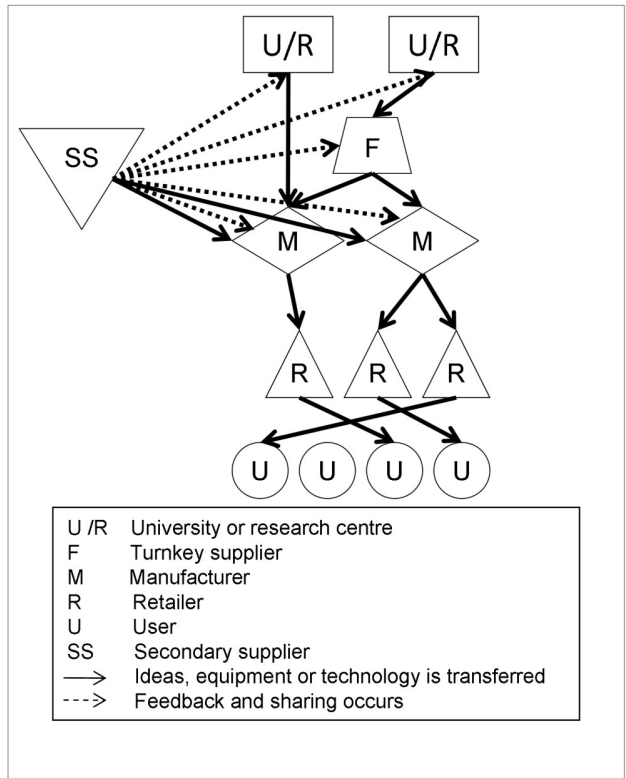 U/R U/R
SS
F
M M
R R R
U U U U
U /R University or research centre
F Turnkey supplier
M Manufacturer
R Retailer
U User
SS Secondary supplier
Ideas, equipment or technology is transferred
Feedback and sharing occurs